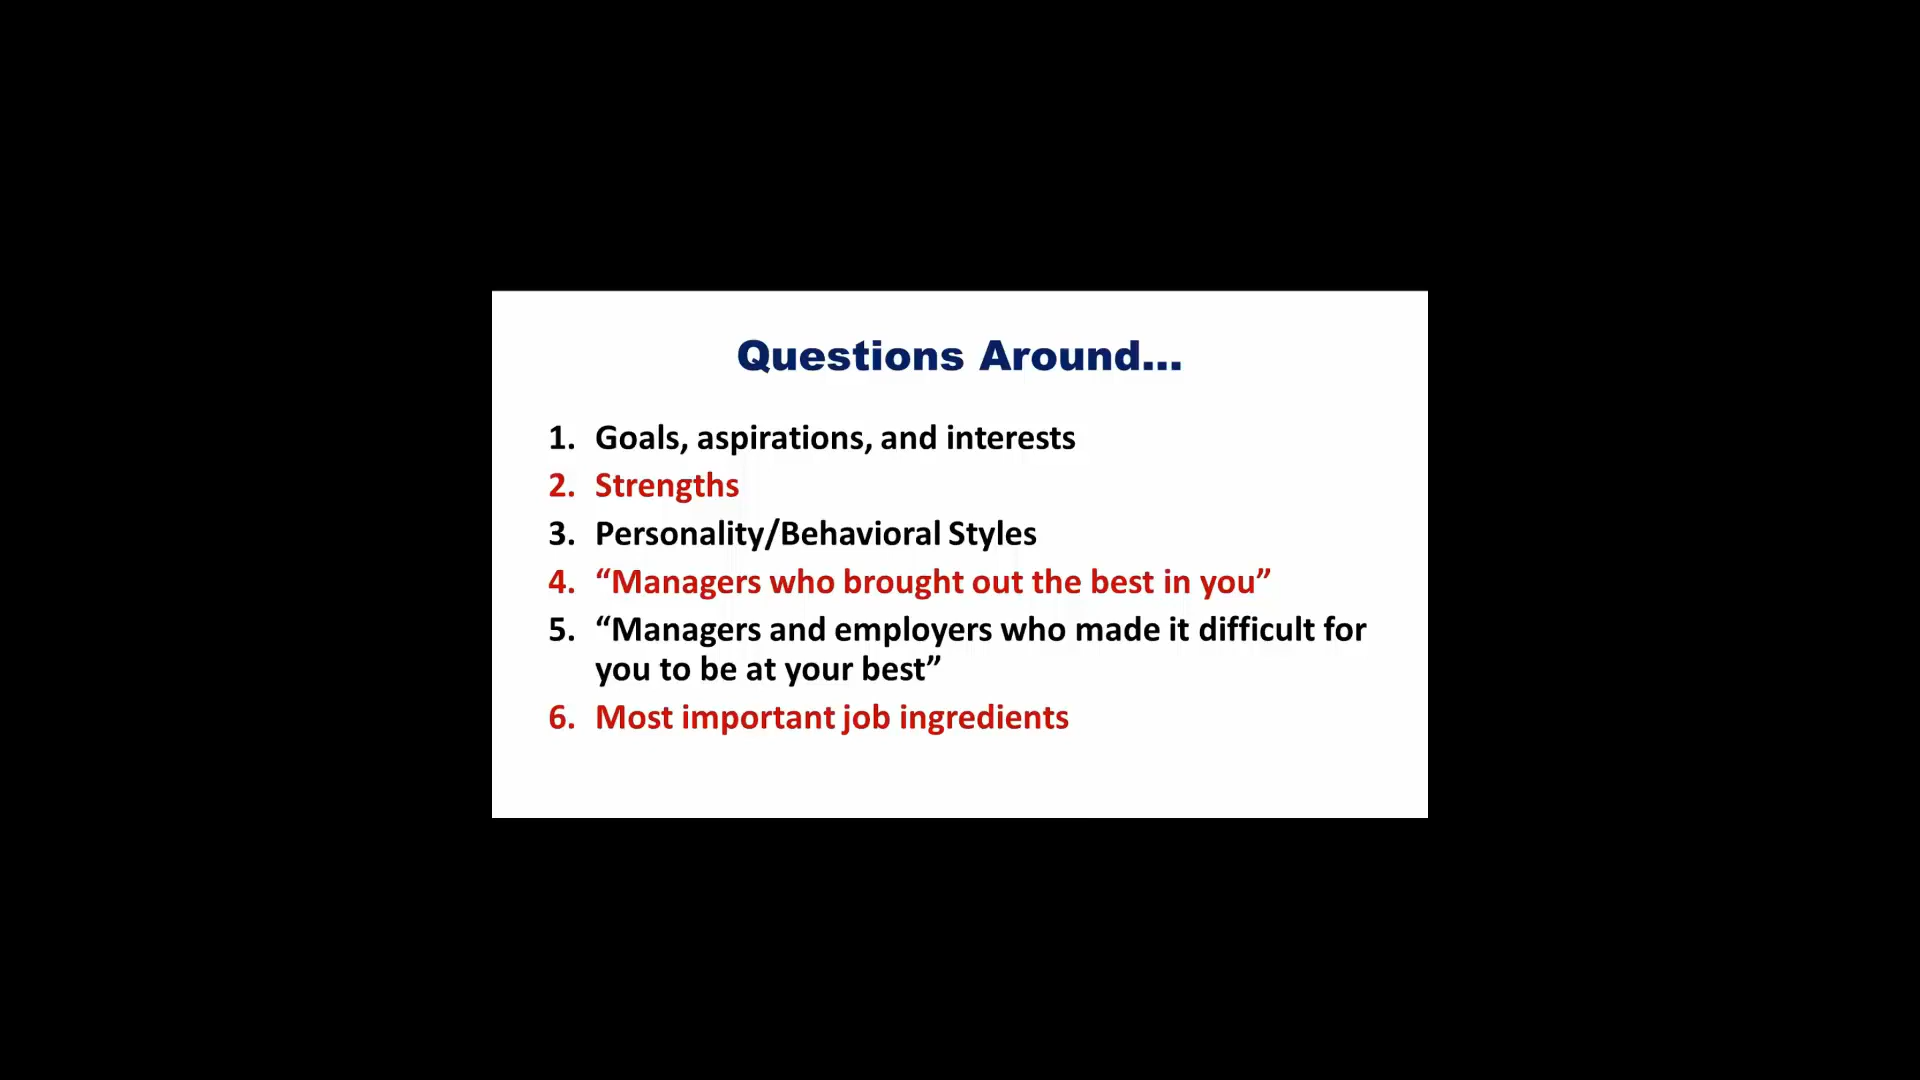 Questions Around...
1. Goals, aspirations, and interests
2. Strengths
3. Personality/Behavioral Styles
4. “Managers who brought out the best in you”
5. “Managers and employers who made it difficult for
you to be at your best”
6. Most important job ingredients